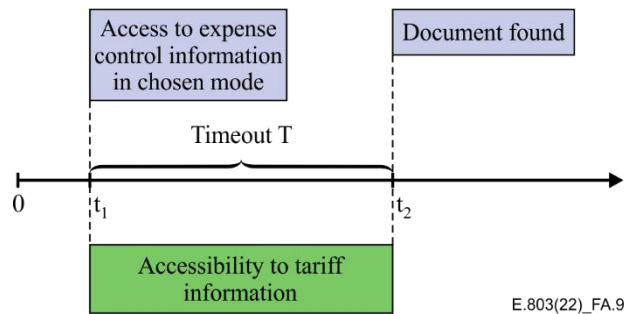 Access to expense
control information
in chosen mode
Document found
Timeout T
0
t₁
t₂
Accessibility to tariff
information
E.803(22)_FA.9